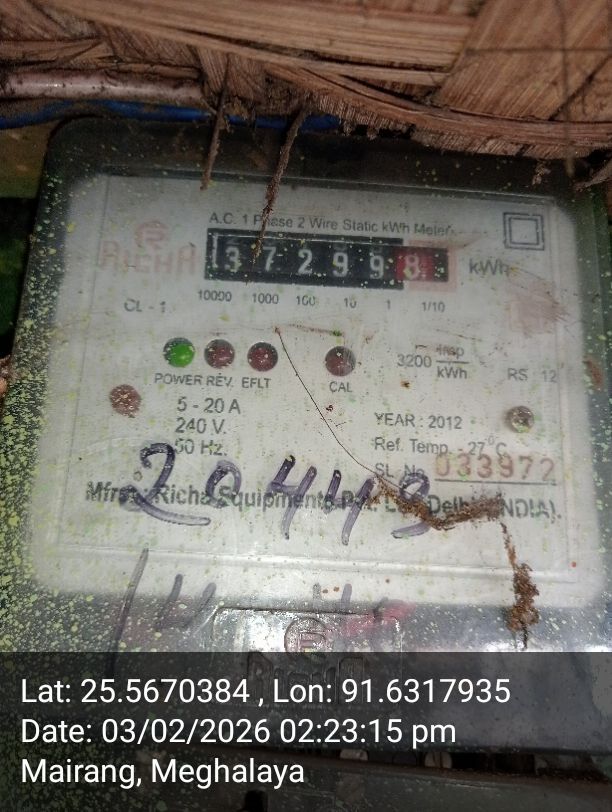 A.C. 1 Phase 2 Wire Static kWh Meter
RICHA
372998 kWh
CL - 1
10000 1000 100 10 1 1/10
3200 imp/kWh
RS : 12
POWER REV. EFLT
CAL
5 - 20 A
YEAR : 2012
240 V.
Ref. Temp. - 27°C
50 Hz.
SL. No. 033972
20449
Mfrs. Richa Equipments Pvt. Ltd. Delhi (INDIA).
RICHA
Lat: 25.5670384 , Lon: 91.6317935
Date: 03/02/2026 02:23:15 pm
Mairang, Meghalaya